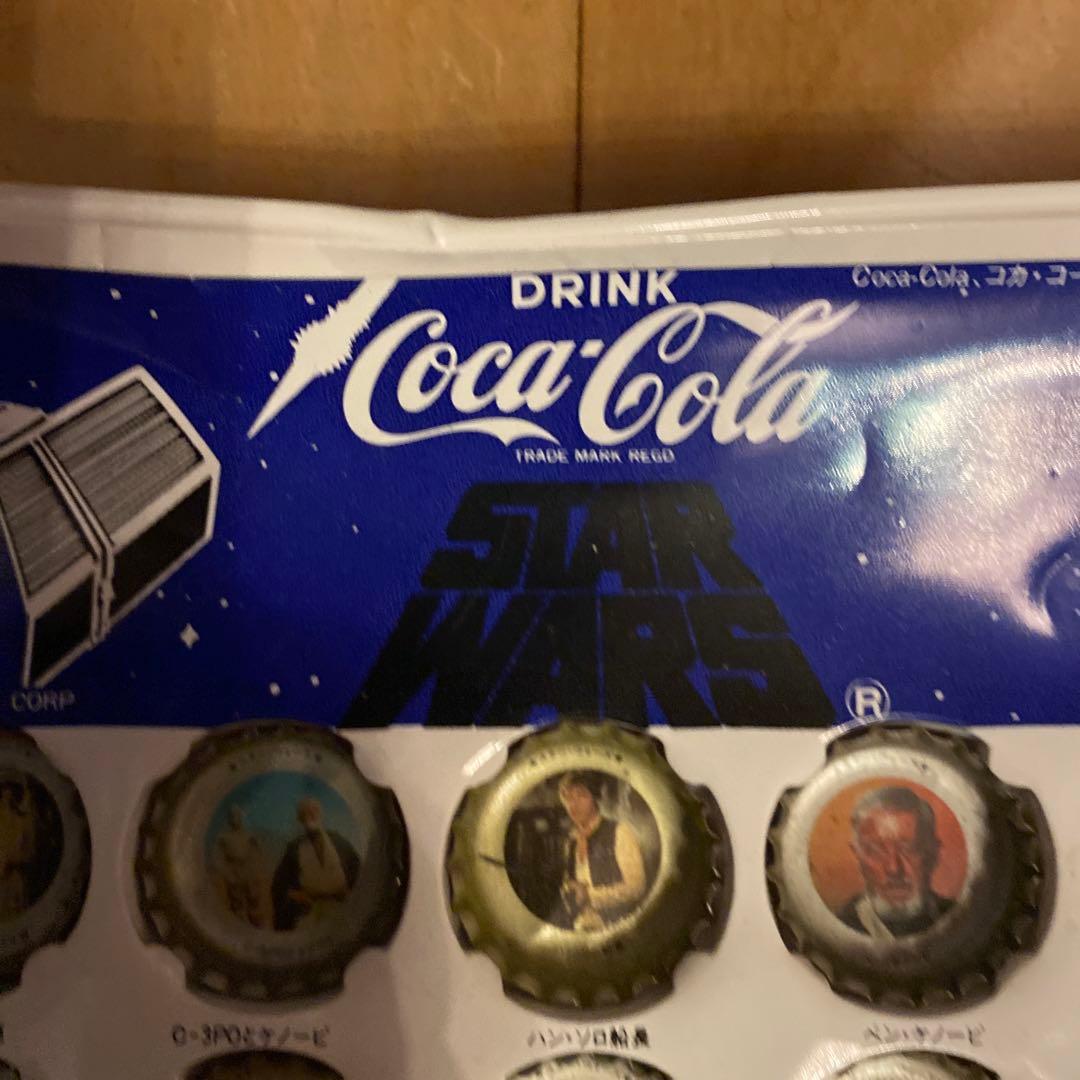 DRINK
Coca-Cola、コカ・コー
Coca-Cola
TRADE MARK REGD
STAR
WARS
®
CORP
C-3POとケノービ
ハン・ソロ船長
ベン・ケノービ